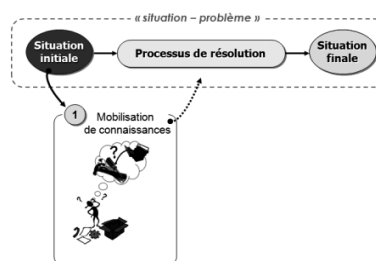 « situation – problème »
Situation
initiale
Processus de résolution
Situation
finale
1
Mobilisation
de connaissances
?
? ?